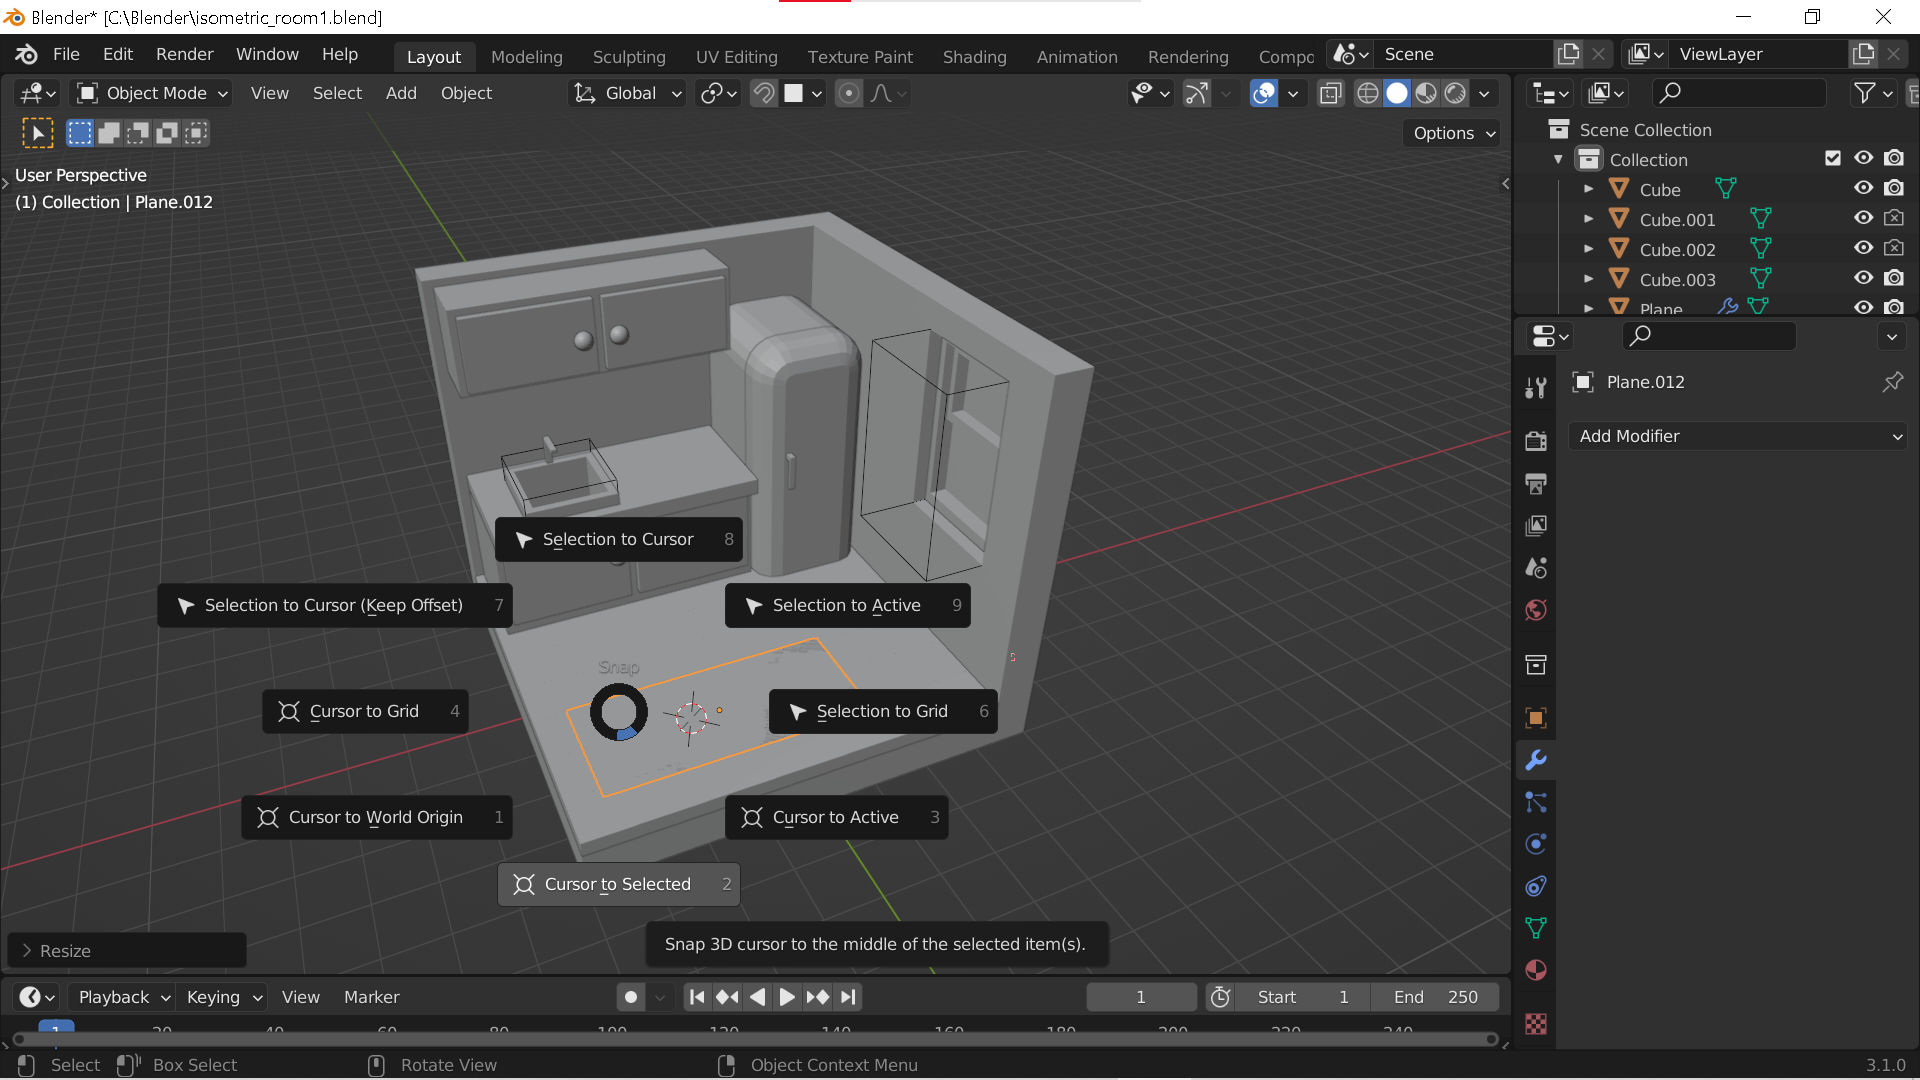 Blender* [C:\Blender\isometric_room1.blend]
File Edit Render Window Help Layout Modeling Sculpting UV Editing Texture Paint Shading Animation Rendering Compo Scene ViewLayer
Object Mode View Select Add Object Global
Options
User Perspective
(1) Collection | Plane.012
Scene Collection
Collection
Cube
Cube.001
Cube.002
Cube.003
Plane
Plane.012
Add Modifier
Selection to Cursor 8
Selection to Cursor (Keep Offset) 7
Selection to Active 9
Snap
Cursor to Grid 4
Selection to Grid 6
Cursor to World Origin 1
Cursor to Active 3
Cursor to Selected 2
Snap 3D cursor to the middle of the selected item(s).
Resize
Playback Keying View Marker 1 Start 1 End 250
1 20 40 60 80 100 120 140 160 180 200 220 240
Select Box Select Rotate View Object Context Menu 3.1.0